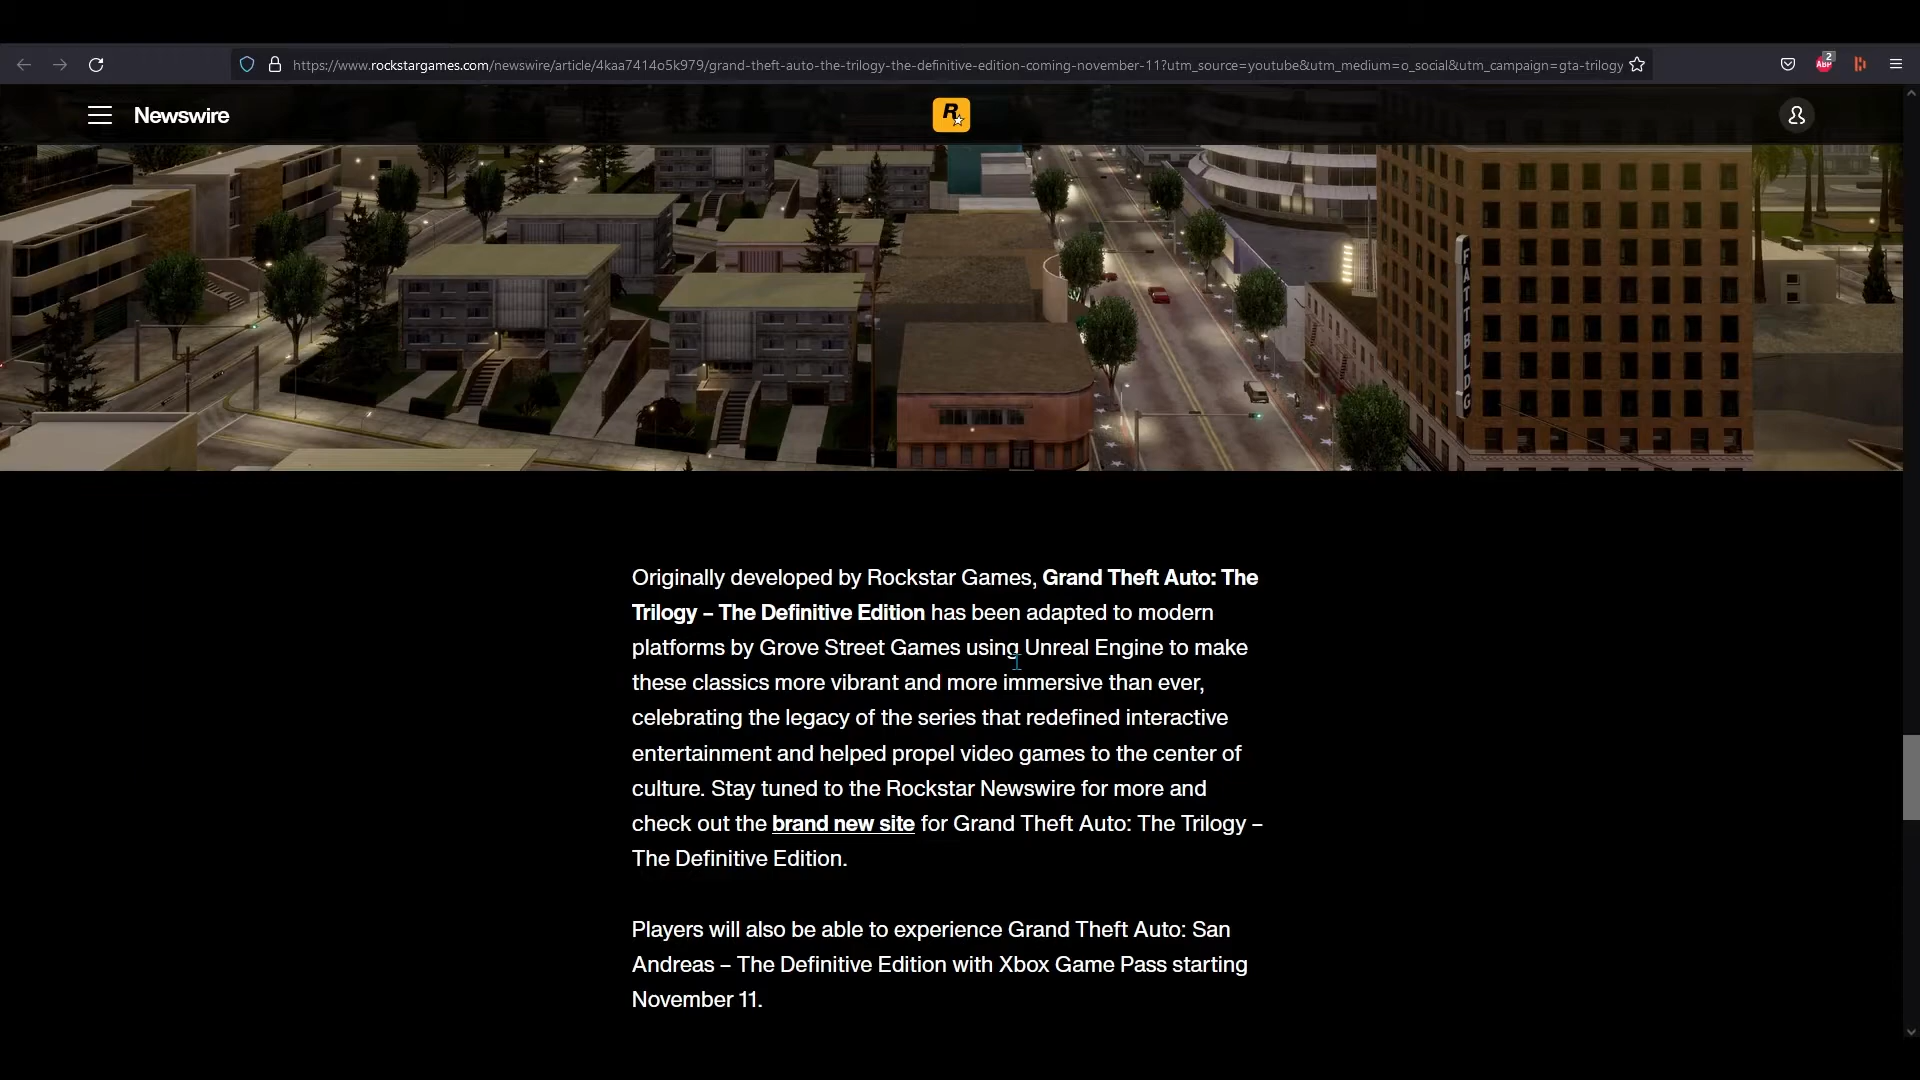 https://www.rockstargames.com/newswire/article/4kaa7414o5k979/grand-theft-auto-the-trilogy-the-definitive-edition-coming-november-11?utm_source=youtube&utm_medium=o_social&utm_campaign=gta-trilogy
2
ABP
Newswire
R
FATT BLDG
Originally developed by Rockstar Games, Grand Theft Auto: The
Trilogy – The Definitive Edition has been adapted to modern
platforms by Grove Street Games using Unreal Engine to make
these classics more vibrant and more immersive than ever,
celebrating the legacy of the series that redefined interactive
entertainment and helped propel video games to the center of
culture. Stay tuned to the Rockstar Newswire for more and
check out the brand new site for Grand Theft Auto: The Trilogy –
The Definitive Edition.
Players will also be able to experience Grand Theft Auto: San
Andreas – The Definitive Edition with Xbox Game Pass starting
November 11.